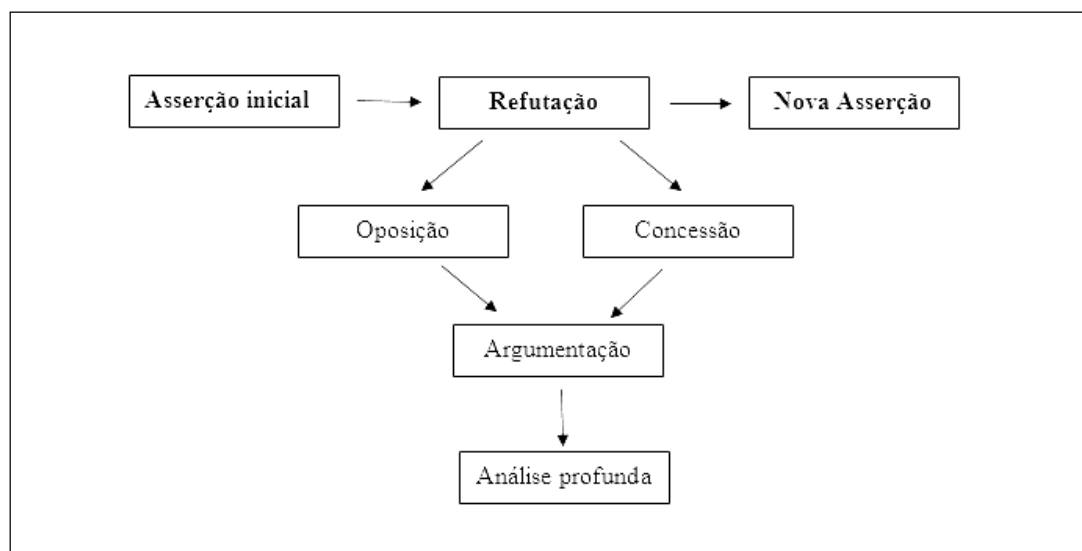 Asserção inicial
Refutação
Nova Asserção
Oposição
Concessão
Argumentação
Análise profunda